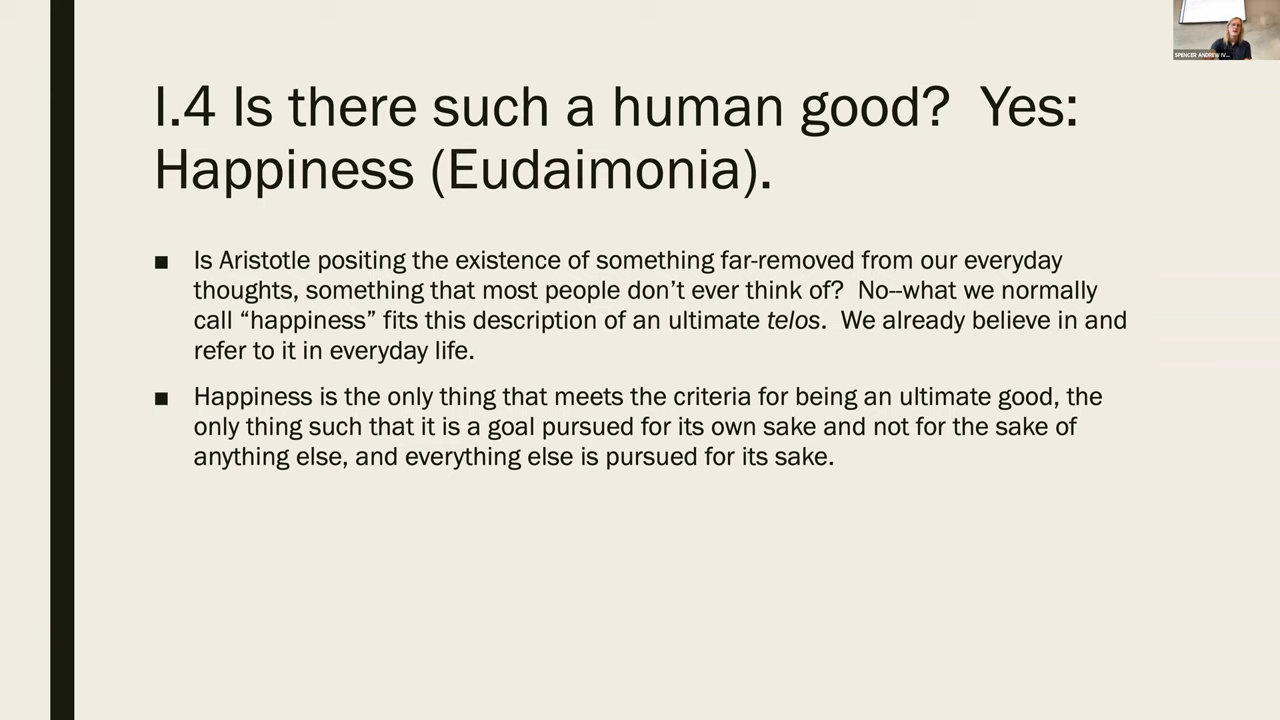 SPENCER ANDREW IV...
I.4 Is there such a human good?  Yes:
Happiness (Eudaimonia).
■ Is Aristotle positing the existence of something far-removed from our everyday
thoughts, something that most people don’t ever think of?  No--what we normally
call “happiness” fits this description of an ultimate telos.  We already believe in and
refer to it in everyday life.
■ Happiness is the only thing that meets the criteria for being an ultimate good, the
only thing such that it is a goal pursued for its own sake and not for the sake of
anything else, and everything else is pursued for its sake.